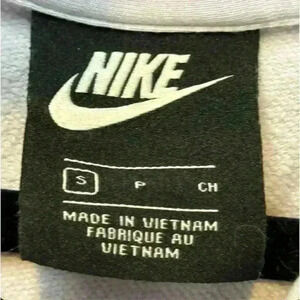 NIKE
S P CH
MADE IN VIETNAM
FABRIQUE AU
VIETNAM